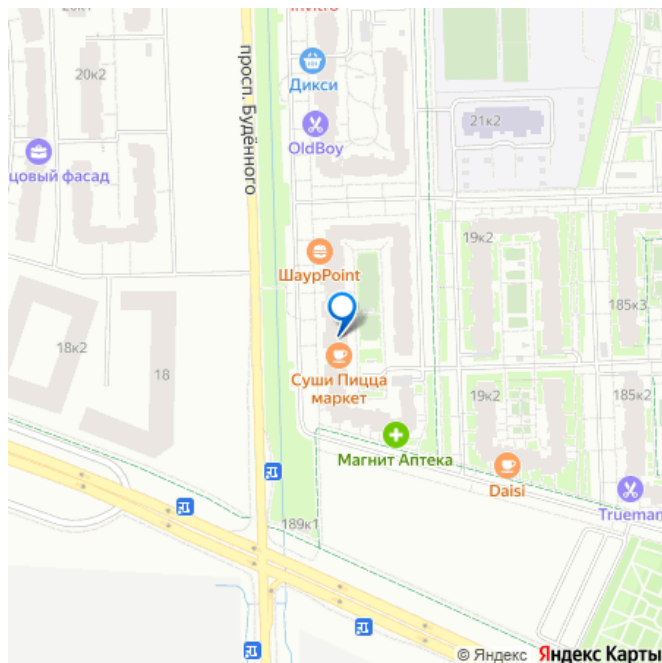 20к1
20к2
просп. Будённого
Дикси
OldBoy
21к2
цовый фасад
19к2
ШаурPoint
185к3
18к2
18
Суши Пицца
маркет
19к2
185к2
Магнит Аптека
Daisi
Trueman
189к1
© Яндекс Яндекс Карты